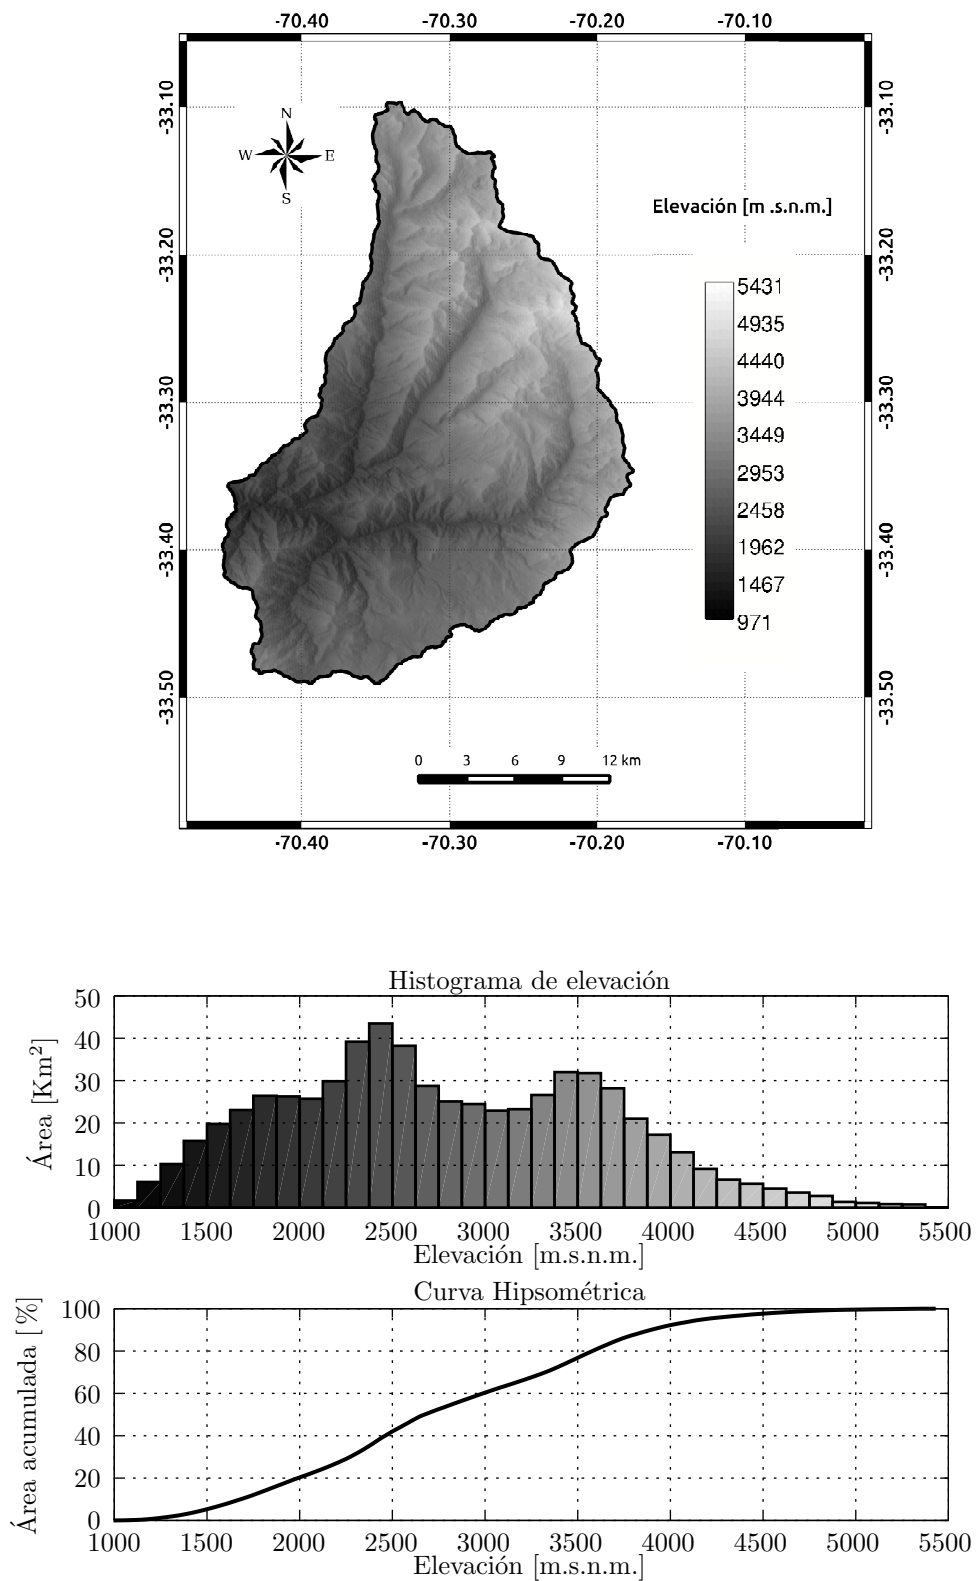 -70.40 -70.30 -70.20 -70.10
-33.10 -33.10
N
W E
S
Elevación [m .s.n.m.]
-33.20 -33.20
5431
4935
4440
3944
3449
2953
2458
1962
1467
971
-33.30 -33.30
-33.40 -33.40
-33.50 -33.50
0 3 6 9 12 km
-70.40 -70.30 -70.20 -70.10
Histograma de elevación
Área [Km²]
50
40
30
20
10
0
1000 1500 2000 2500 3000 3500 4000 4500 5000 5500
Elevación [m.s.n.m.]
Curva Hipsométrica
Área acumulada [%]
100
80
60
40
20
0
1000 1500 2000 2500 3000 3500 4000 4500 5000 5500
Elevación [m.s.n.m.]